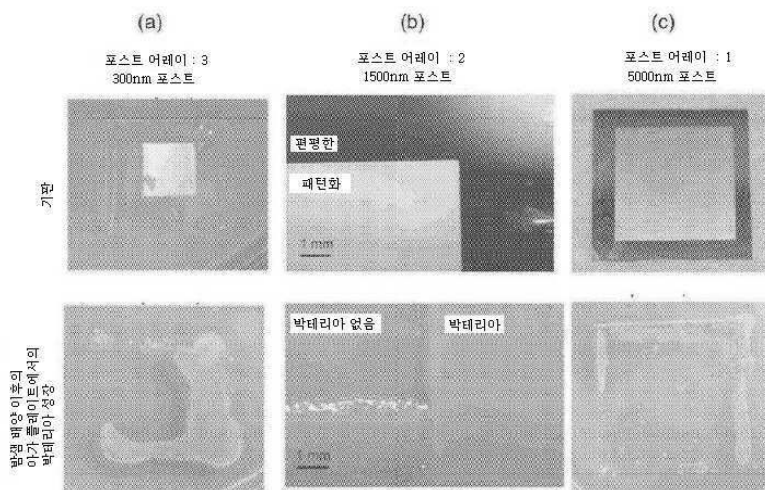 (a)
(b)
(c)
포스트 어레이 : 3
300nm 포스트
포스트 어레이 : 2
1500nm 포스트
포스트 어레이 : 1
5000nm 포스트
기판
편평한
패턴화
1 mm
밤샘 배양 이후의
아가 플레이트에서의
박테리아 성장
박테리아 없음
박테리아
1 mm